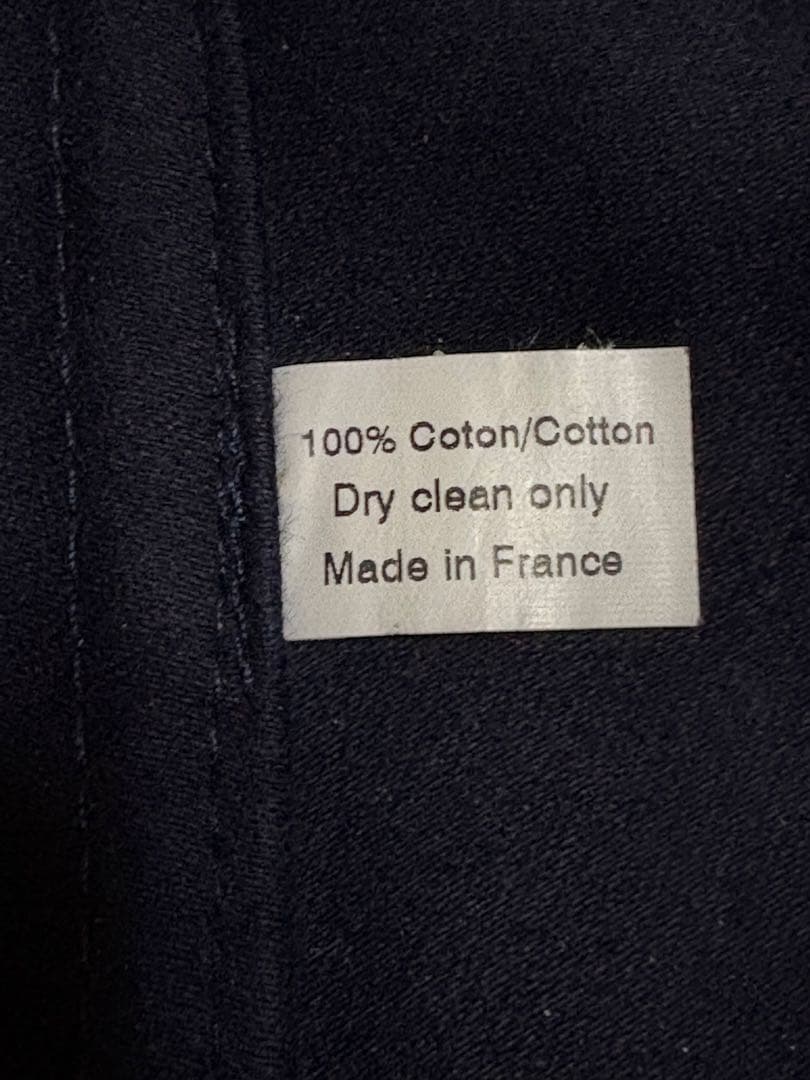 100% Coton/Cotton
Dry clean only
Made in France